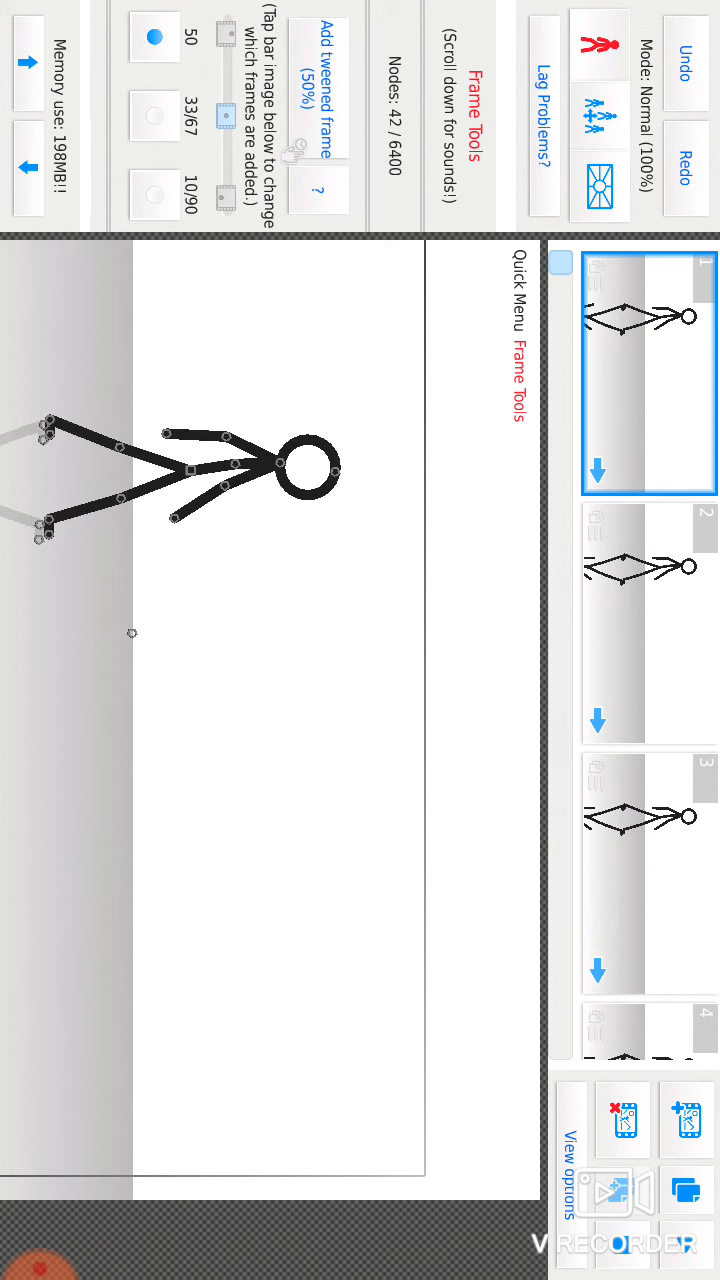 Undo
Redo
Mode: Normal (100%)
Lag Problems?
Frame Tools
(Scroll down for sounds!)
Nodes: 42 / 6400
Add tweened frame
(50%)
?
(Tap bar image below to change
which frames are added.)
50
33/67
10/90
Memory use: 198MB!!
1
2
3
4
Quick Menu Frame Tools
View options
V RECORDER